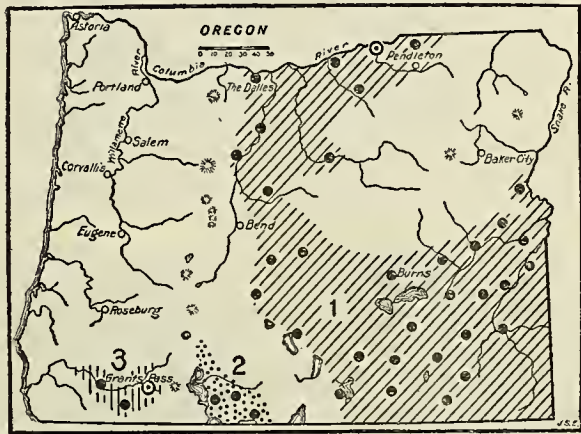 OREGON
0 10 20 30 40 50
Astoria
River
Columbia
River
Pendleton
Portland
The Dalles
Snake R.
Willamette
Salem
Baker City
Corvallis
Eugene
Bend
Burns
1
Roseburg
3
2
Grants Pass